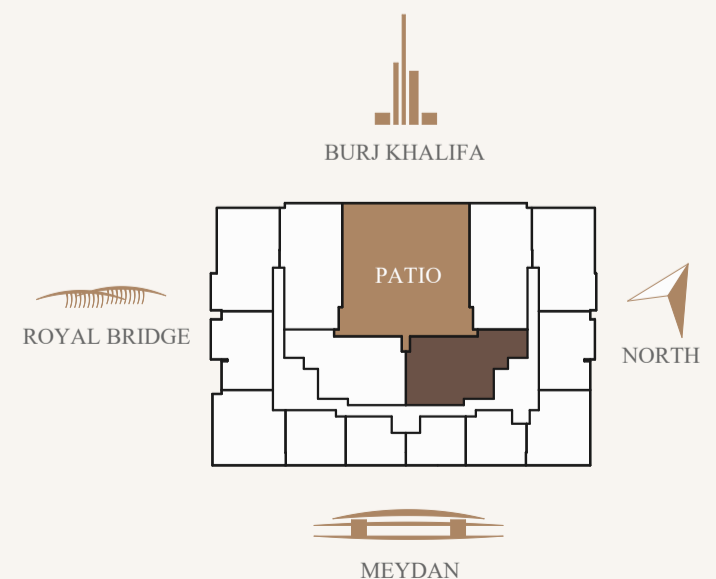 BURJ KHALIFA
PATIO
ROYAL BRIDGE
NORTH
MEYDAN